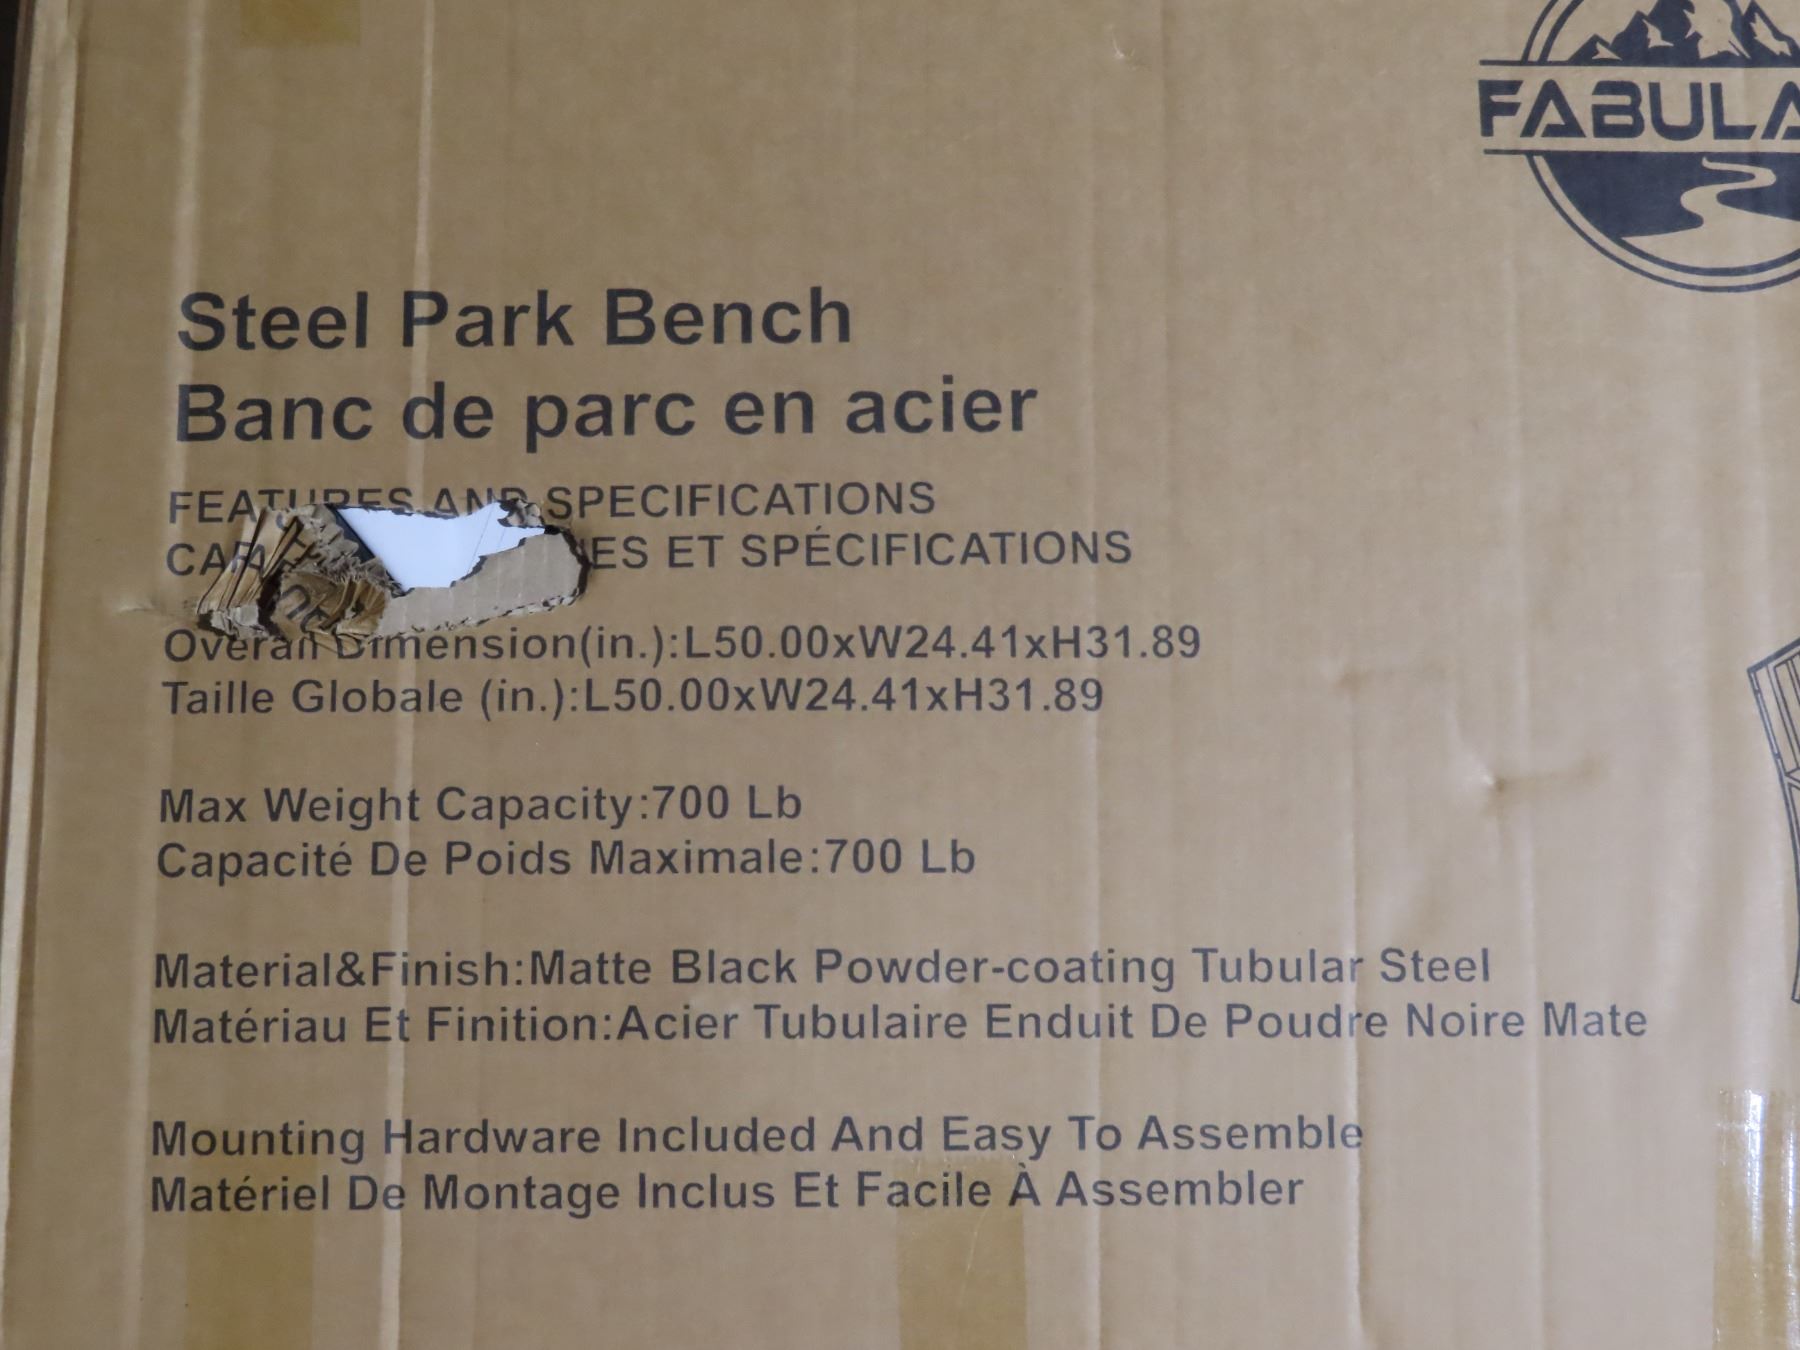 FABULA
Steel Park Bench
Banc de parc en acier
FEATURES AND SPECIFICATIONS
ES ET SPÉCIFICATIONS
Overall Dimension(in.):L50.00xW24.41xH31.89
Taille Globale (in.):L50.00xW24.41xH31.89
Max Weight Capacity:700 Lb
Capacité De Poids Maximale:700 Lb
Material&Finish:Matte Black Powder-coating Tubular Steel
Matériau Et Finition:Acier Tubulaire Enduit De Poudre Noire Mate
Mounting Hardware Included And Easy To Assemble
Matériel De Montage Inclus Et Facile À Assembler